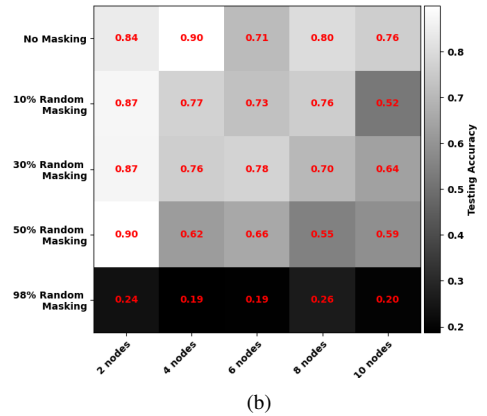 No Masking
0.84 0.90 0.71 0.80 0.76
0.8
10% Random
Masking
0.87 0.77 0.73 0.76 0.52
0.7
0.6
30% Random
Masking
0.87 0.76 0.78 0.70 0.64
Testing Accuracy
0.5
50% Random
Masking
0.90 0.62 0.66 0.55 0.59
0.4
0.3
98% Random
Masking
0.24 0.19 0.19 0.26 0.20
0.2
2 nodes
4 nodes
6 nodes
8 nodes
10 nodes
(b)